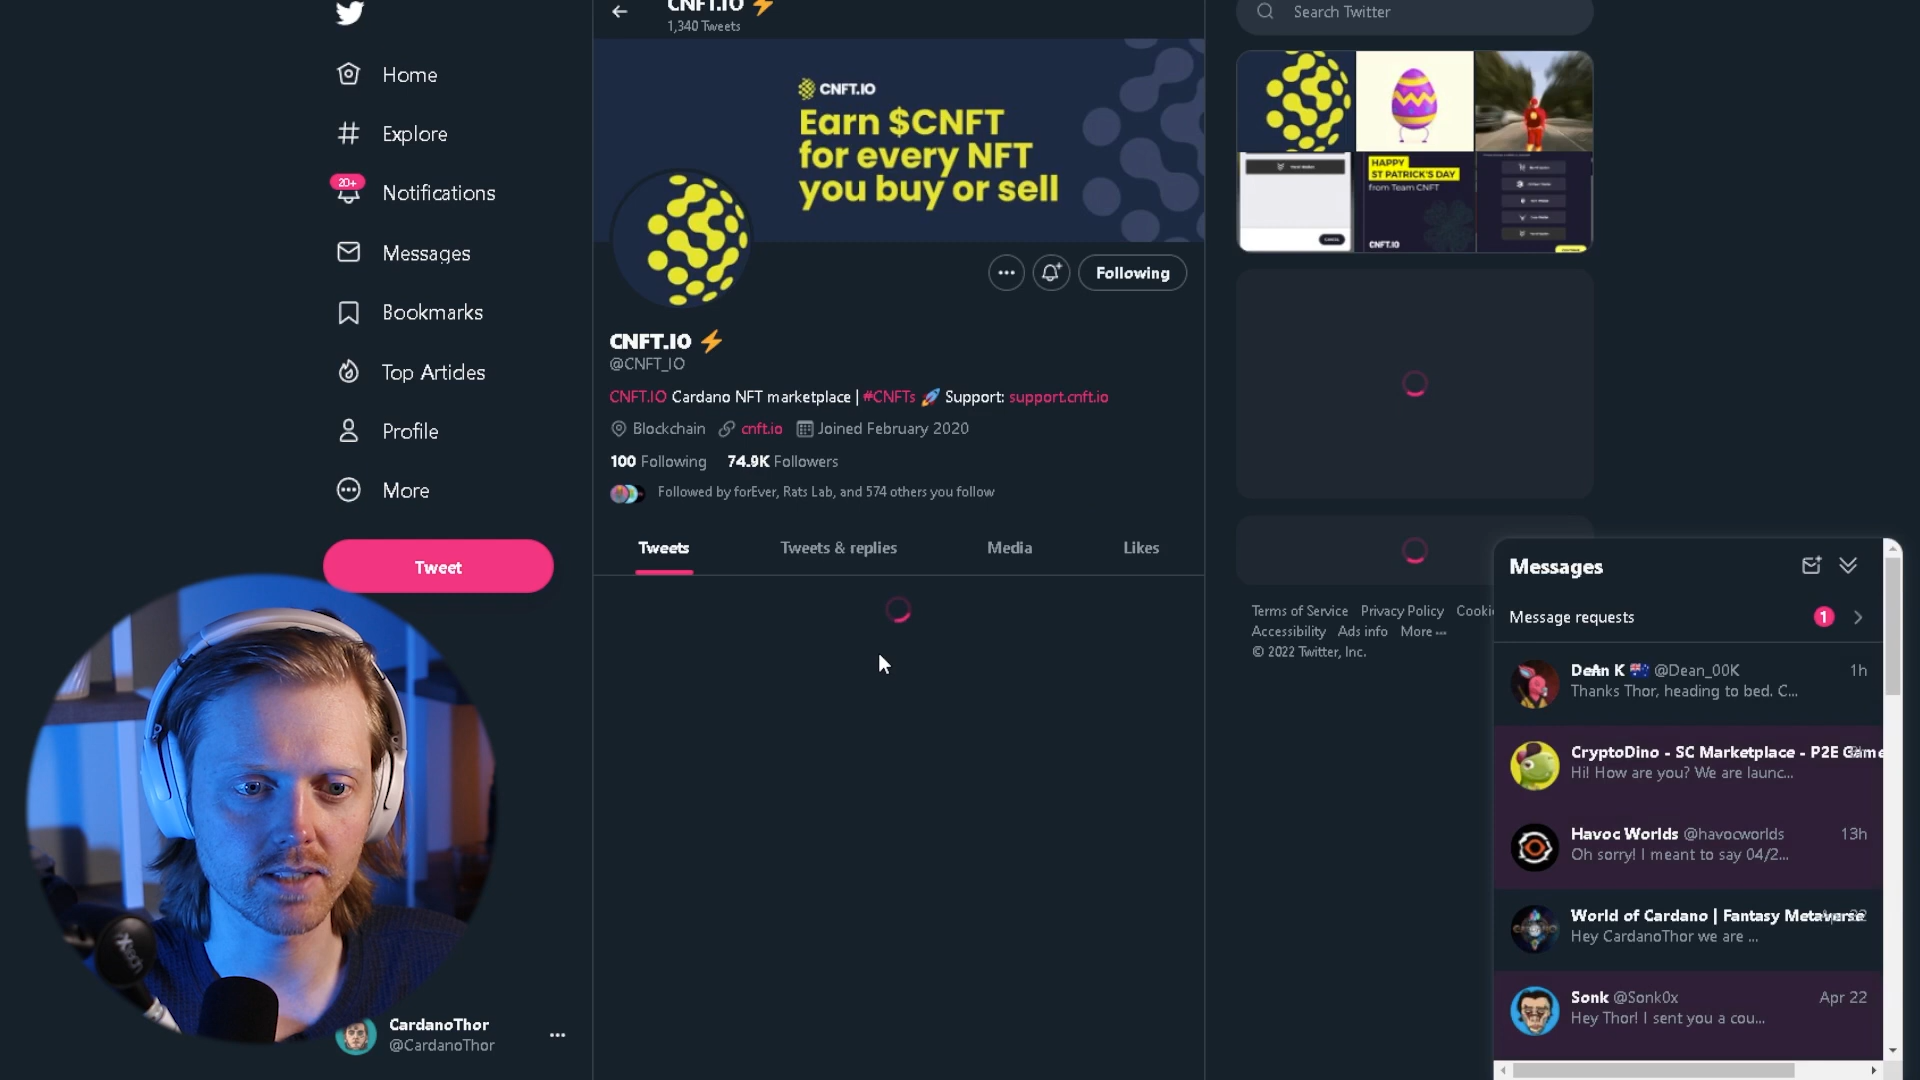 CNFT.IO ⚡
1,340 Tweets
Search Twitter
Home
Explore
20+
Notifications
Messages
Bookmarks
Top Articles
Profile
More
Tweet
CardanoThor
@CardanoThor
CNFT.IO
Earn $CNFT
for every NFT
you buy or sell
Following
CNFT.IO ⚡
@CNFT_IO
CNFT.IO Cardano NFT marketplace | #CNFTs 🚀 Support: support.cnft.io
Blockchain cnft.io Joined February 2020
100 Following 74.9K Followers
Followed by forEver, Rats Lab, and 574 others you follow
Tweets Tweets & replies Media Likes
HAPPY
ST PATRICK'S DAY
from Team CNFT
CNFT.IO
Terms of Service Privacy Policy
Accessibility Ads info More ···
© 2022 Twitter, Inc.
Messages
Message requests 1
DeAn K 🇦🇺 @Dean_00K 1h
Thanks Thor, heading to bed. C...
CryptoDino - SC Marketplace - P2E Game
Hi! How are you? We are launc...
Havoc Worlds @havocworlds 13h
Oh sorry! I meant to say 04/2...
World of Cardano | Fantasy Metaverse
Hey CardanoThor we are ...
Sonk @Sonk0x Apr 22
Hey Thor! I sent you a cou...